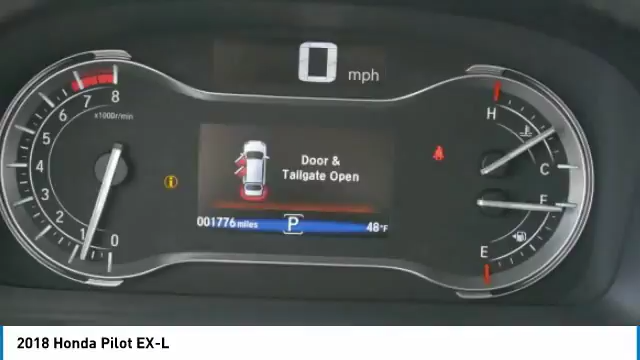 0 mph
8
7
6
5
4
3
2
1
0
x1000r/min
Door &
Tailgate Open
001776 miles P 48°F
H
C
F
E
2018 Honda Pilot EX-L